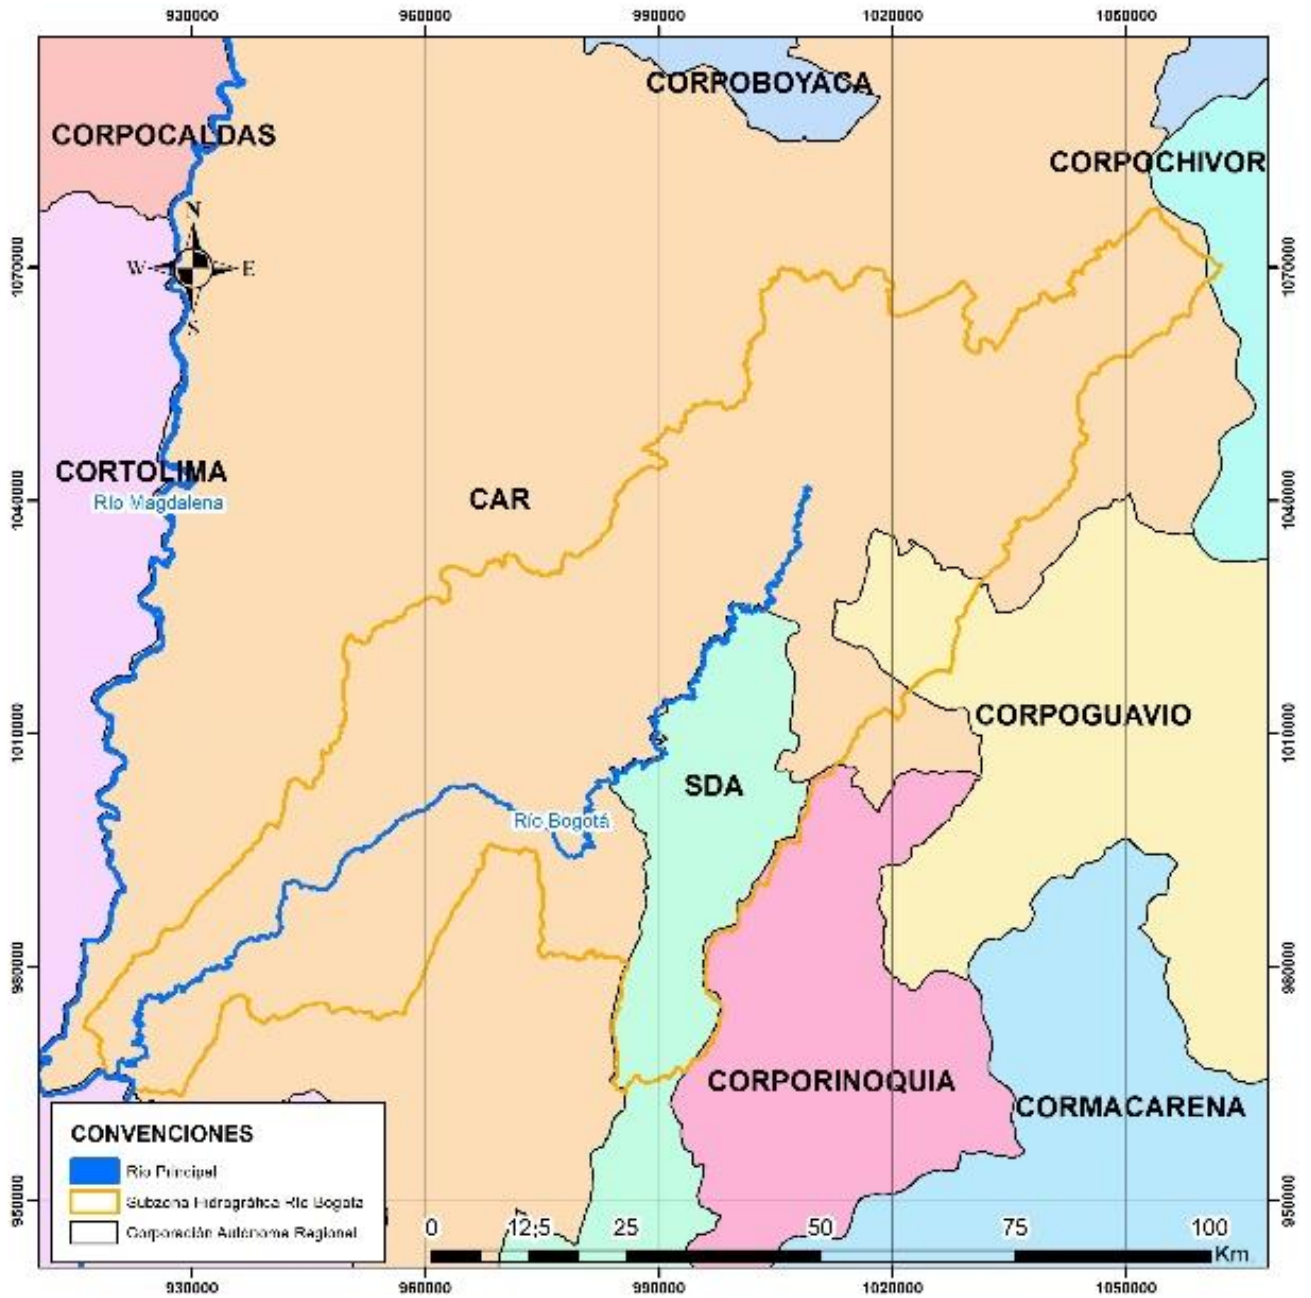 930000 960000 990000 1020000 1050000
CORPOBOYACA
CORPOCALDAS
CORPOCHIVOR
N
W E
S
1070000 1070000
CORTOLIMA
Río Magdalena
CAR
1040000 1040000
CORPOGUAVIO
1010000 1010000
SDA
Río Bogotá
980000 980000
CORPORINOQUIA
CORMACARENA
CONVENCIONES
Río Principal
Subzona Hidrográfica Río Bogotá
Corporación Autónoma Regional
950000 950000
0 12,5 25 50 75 100
Km
930000 960000 990000 1020000 1050000